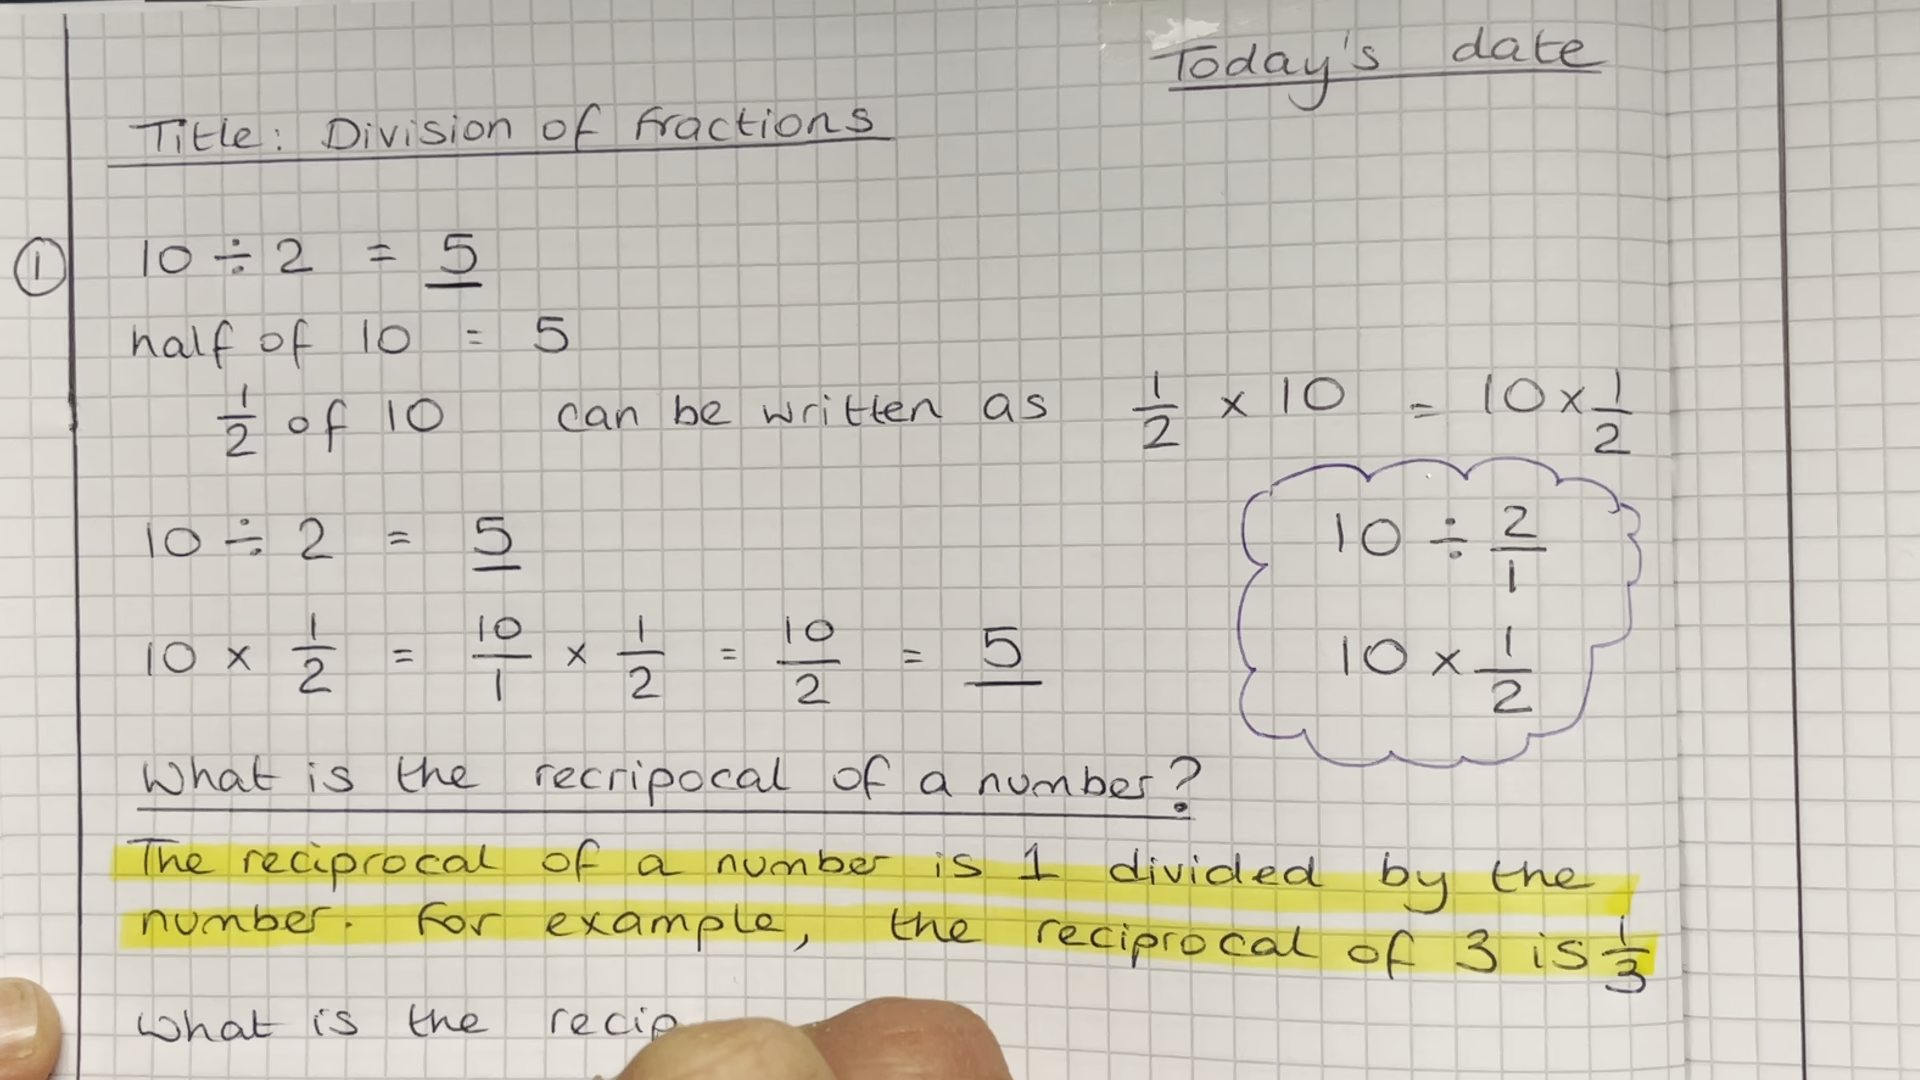 Today's date
Title: Division of fractions
① 10 ÷ 2 = 5
half of 10 = 5
1/2 of 10 can be written as 1/2 × 10 = 10 × 1/2
10 ÷ 2/1
10 ÷ 2 = 5
10 × 1/2 = 10/1 × 1/2 = 10/2 = 5
10 × 1/2
What is the recripocal of a number?
The reciprocal of a number is 1 divided by the
number. For example, the reciprocal of 3 is 1/3
What is the recip